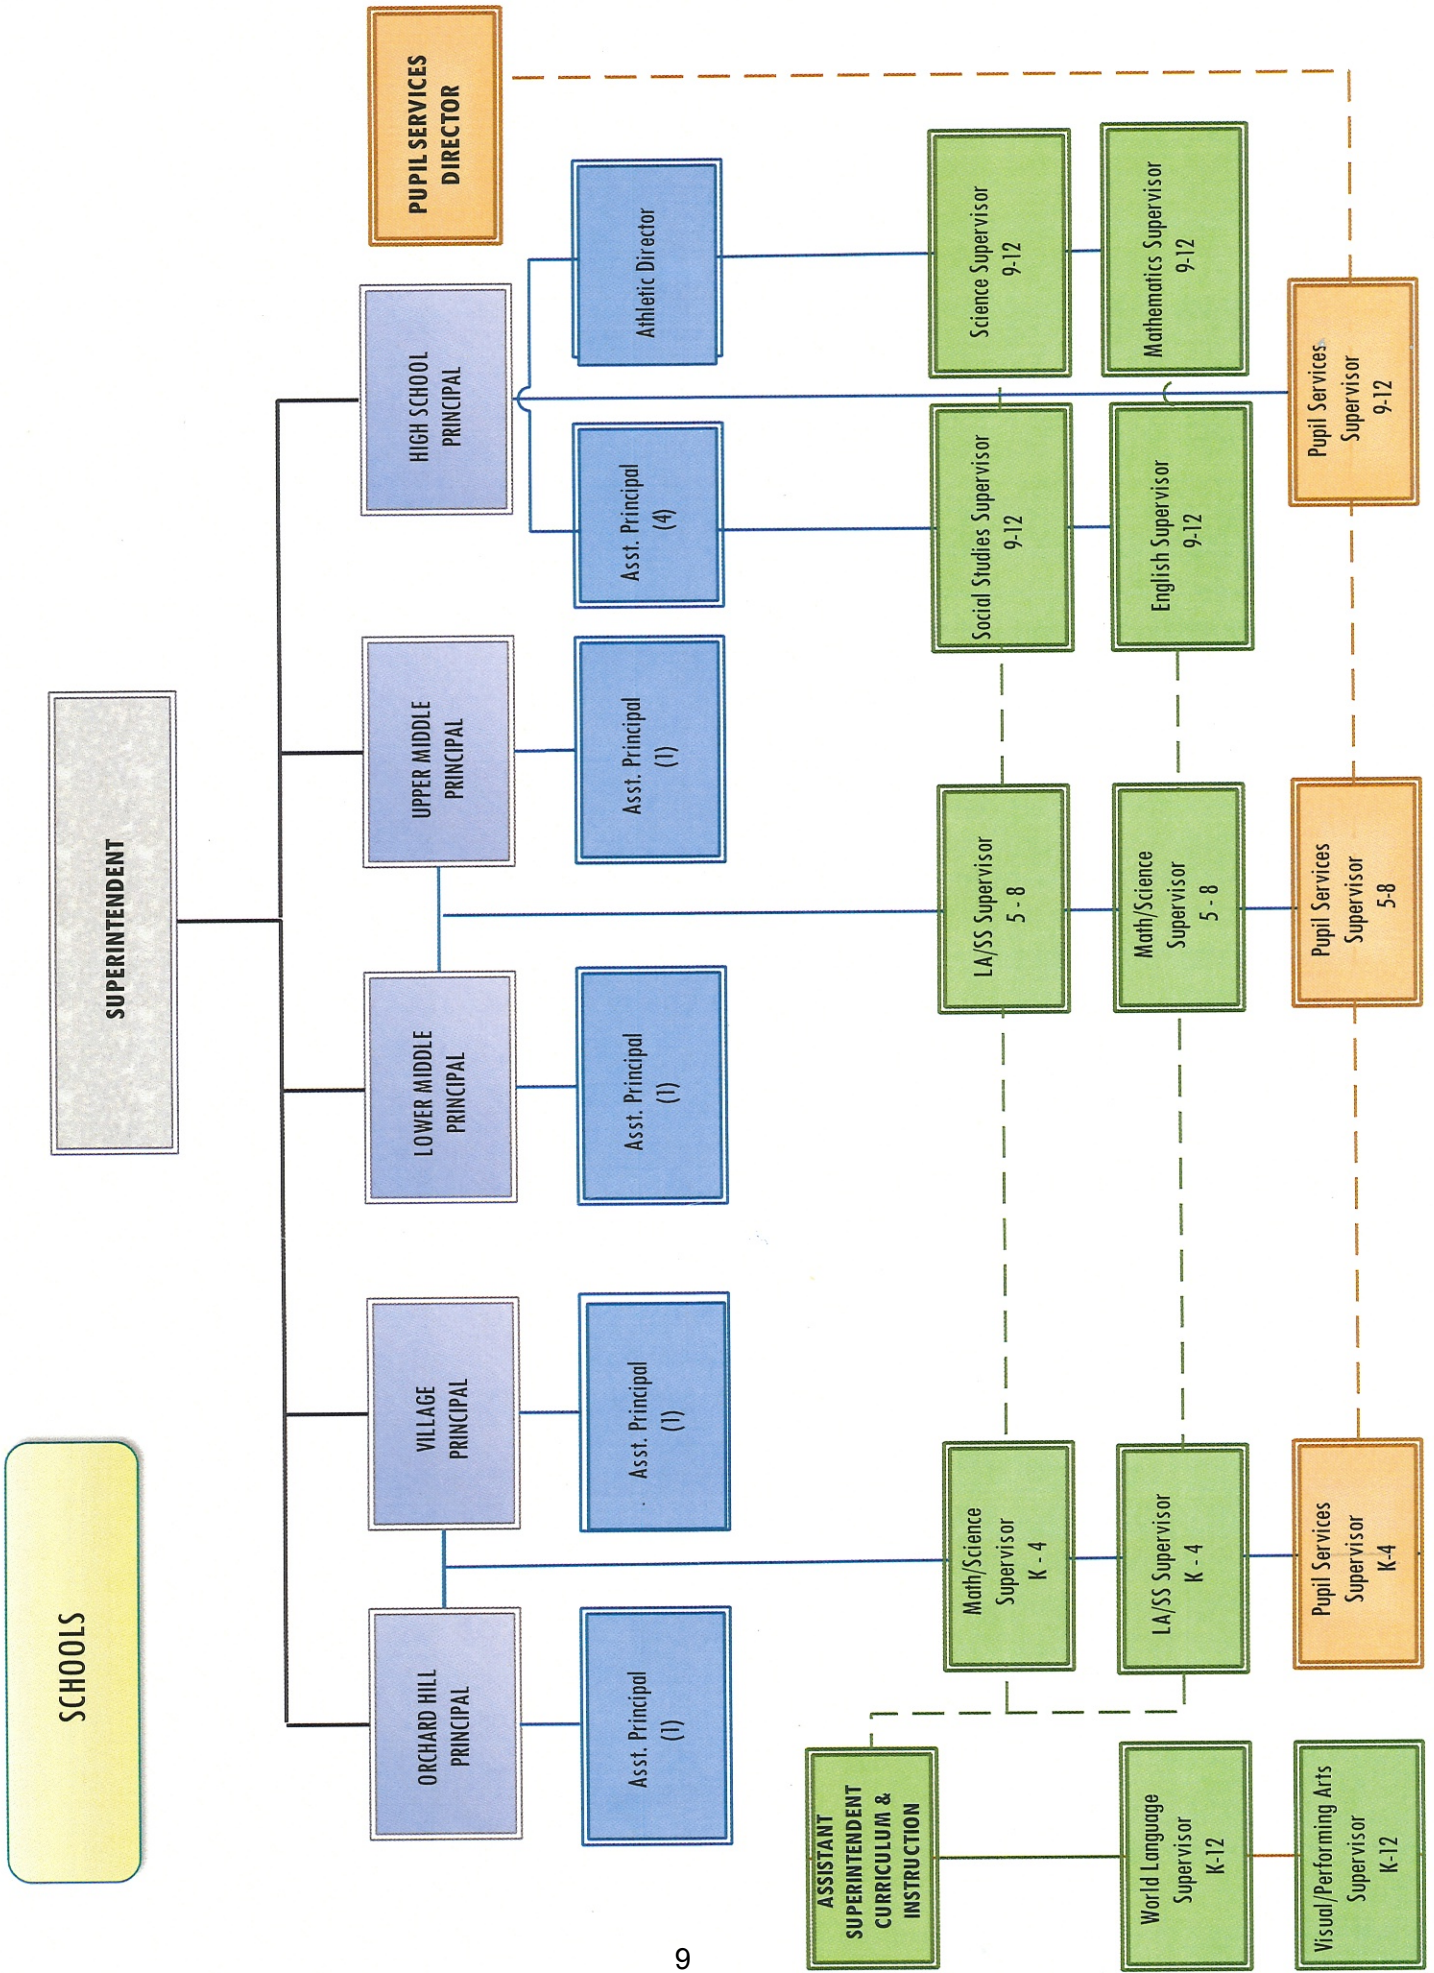 SCHOOLS
SUPERINTENDENT
ORCHARD HILL
PRINCIPAL
VILLAGE
PRINCIPAL
LOWER MIDDLE
PRINCIPAL
UPPER MIDDLE
PRINCIPAL
HIGH SCHOOL
PRINCIPAL
PUPIL SERVICES
DIRECTOR
Asst. Principal
(1)
Asst. Principal
(1)
Asst. Principal
(1)
Asst. Principal
(1)
Asst. Principal
(4)
Athletic Director
ASSISTANT
SUPERINTENDENT
CURRICULUM &
INSTRUCTION
Math/Science
Supervisor
K - 4
LA/SS Supervisor
5 - 8
Social Studies Supervisor
9-12
Science Supervisor
9-12
World Language
Supervisor
K-12
LA/SS Supervisor
K - 4
Math/Science
Supervisor
5 - 8
English Supervisor
9-12
Mathematics Supervisor
9-12
Visual/Performing Arts
Supervisor
K-12
Pupil Services
Supervisor
K-4
Pupil Services
Supervisor
5-8
Pupil Services
Supervisor
9-12
9